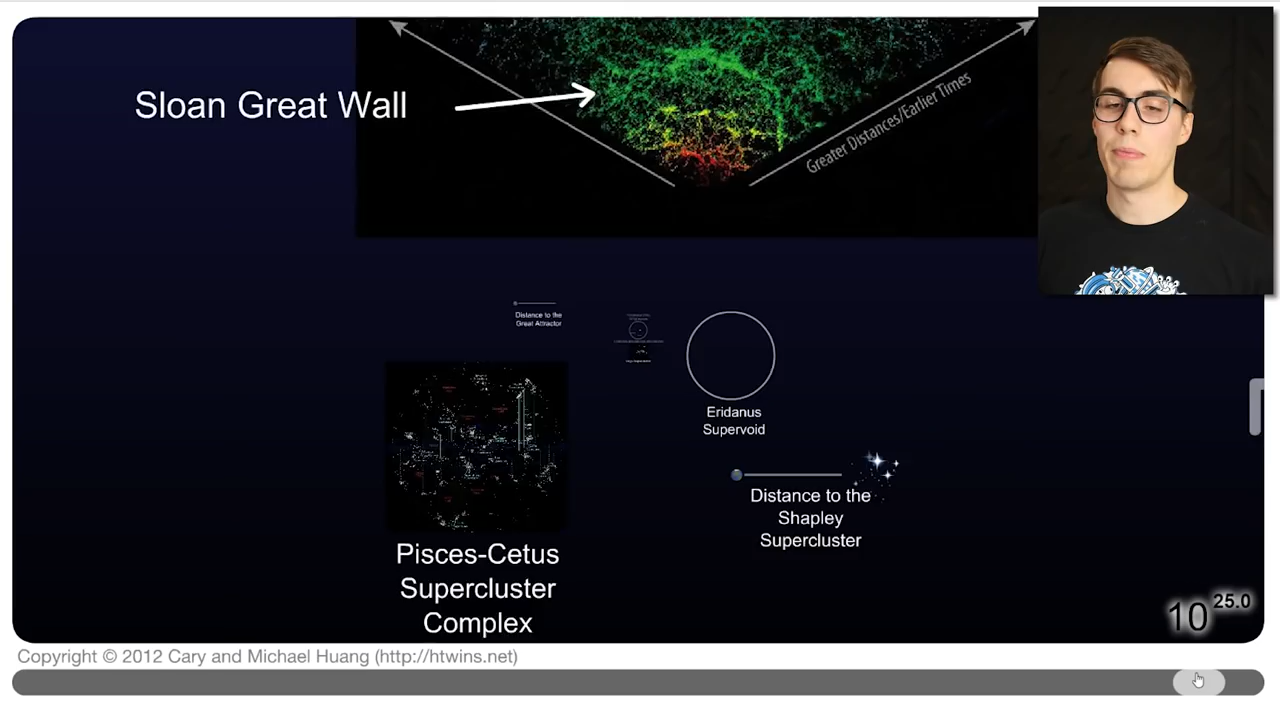 Sloan Great Wall
Greater Distances/Earlier Times
Distance to the
Great Attractor
Eridanus
Supervoid
Distance to the
Shapley
Supercluster
Pisces-Cetus
Supercluster
Complex
10 25.0
Copyright © 2012 Cary and Michael Huang (http://htwins.net)